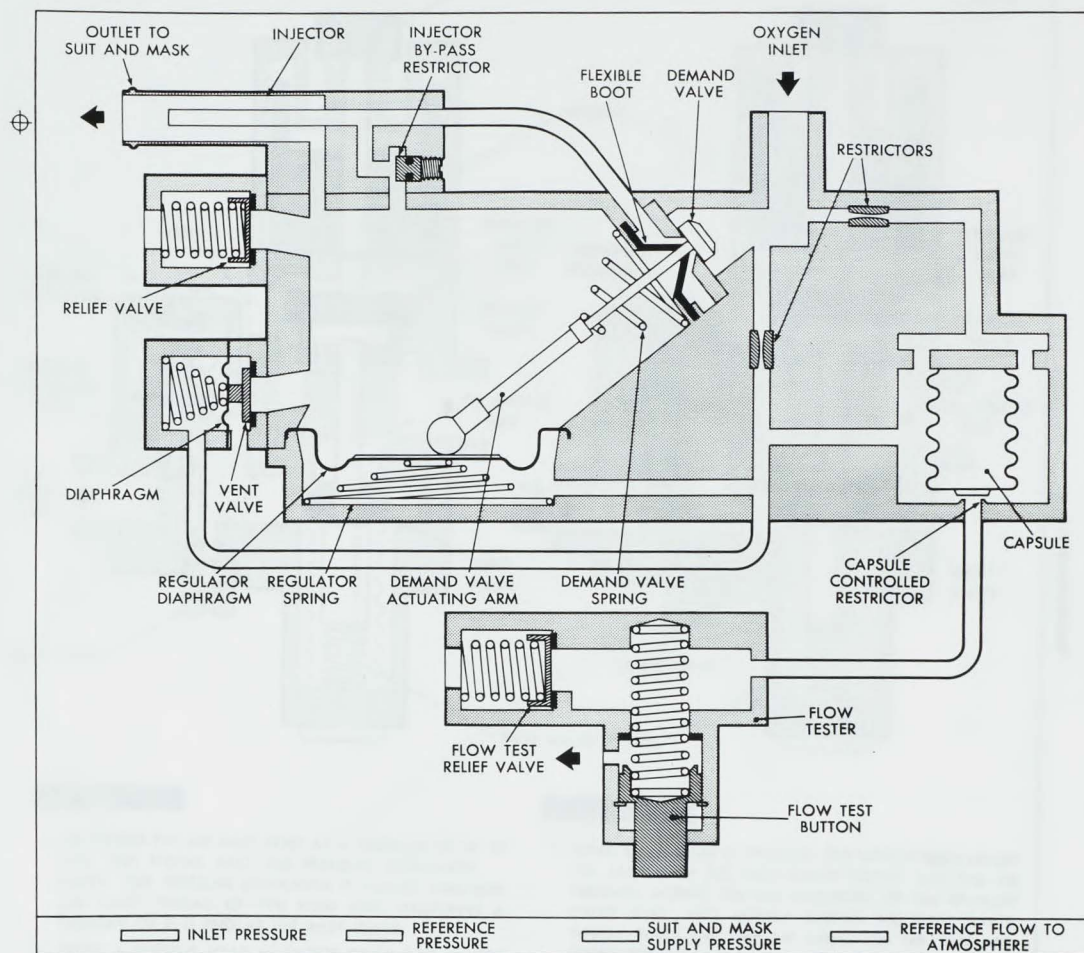 OUTLET TO
SUIT AND MASK
INJECTOR
INJECTOR
BY-PASS
RESTRICTOR
FLEXIBLE
BOOT
DEMAND
VALVE
OXYGEN
INLET
RESTRICTORS
RELIEF VALVE
DIAPHRAGM
VENT
VALVE
REGULATOR
DIAPHRAGM
REGULATOR
SPRING
DEMAND VALVE
ACTUATING ARM
DEMAND VALVE
SPRING
CAPSULE
CONTROLLED
RESTRICTOR
CAPSULE
FLOW TEST
RELIEF VALVE
FLOW
TESTER
FLOW TEST
BUTTON
INLET PRESSURE
REFERENCE
PRESSURE
SUIT AND MASK
SUPPLY PRESSURE
REFERENCE FLOW TO
ATMOSPHERE